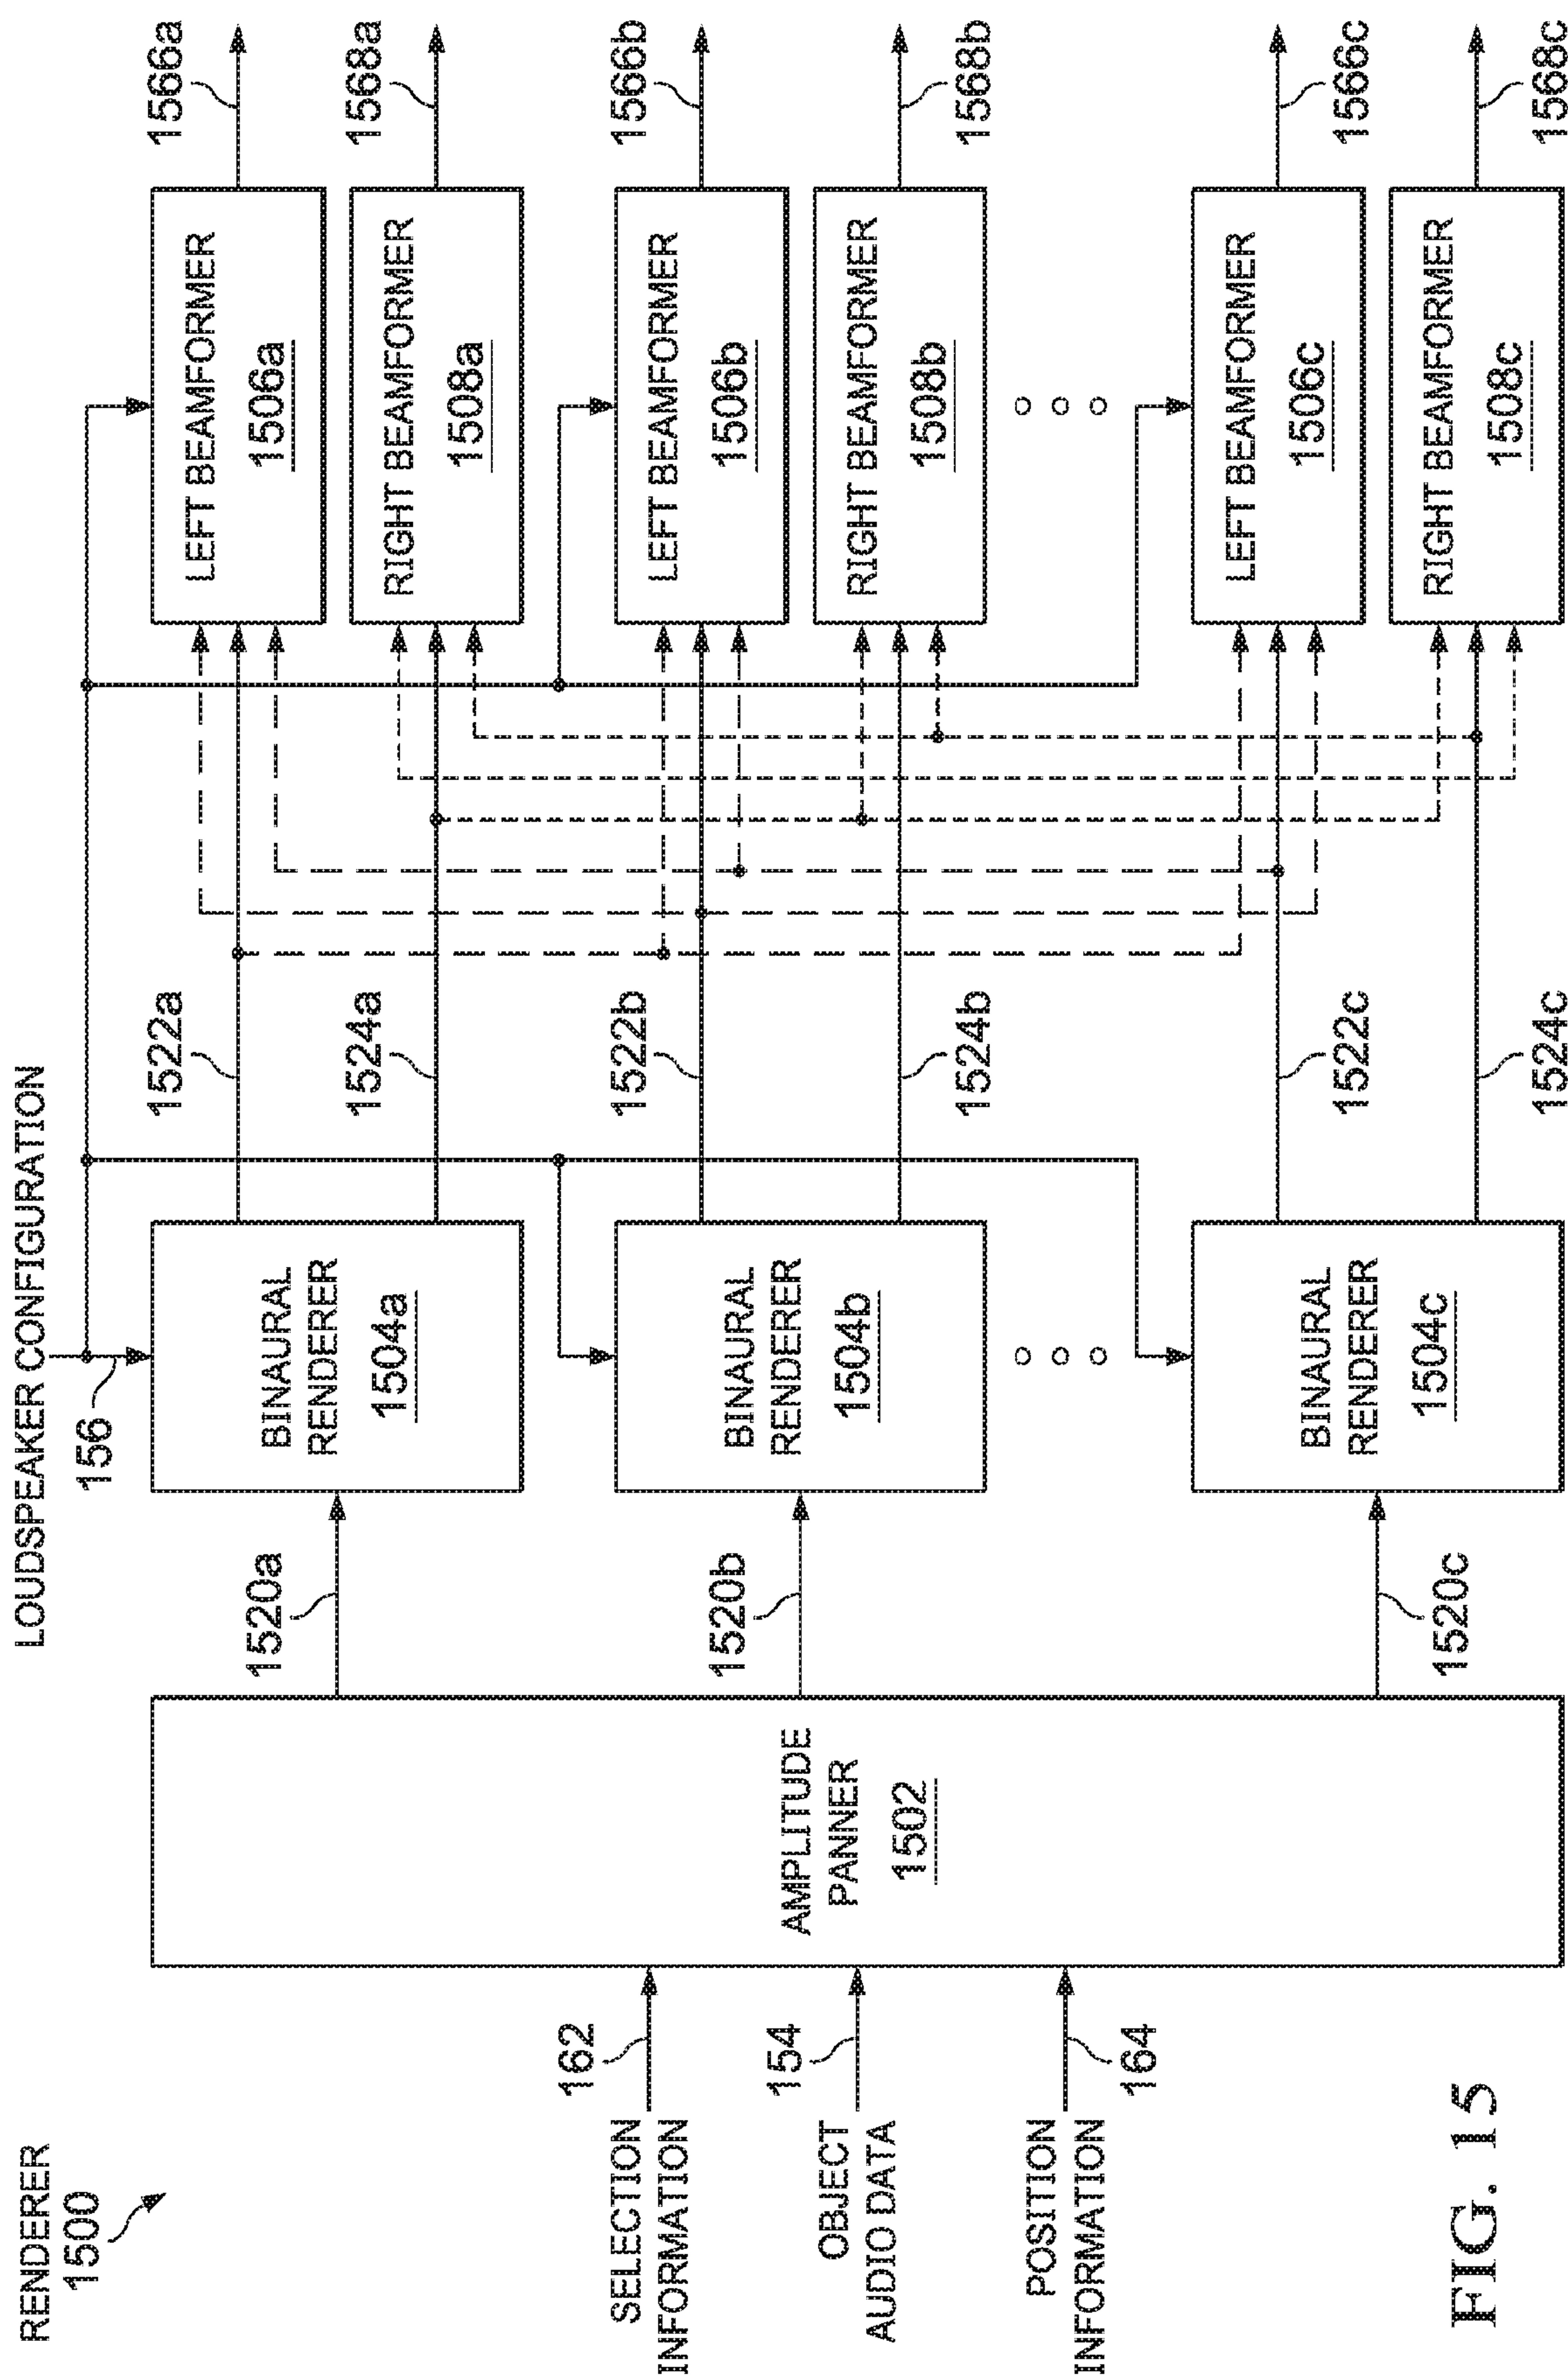 RENDERER
1500
LOUDSPEAKER CONFIGURATION
156
SELECTION
INFORMATION
162
OBJECT
AUDIO DATA
154
POSITION
INFORMATION
164
AMPLITUDE
PANNER
1502
1520a
1520b
1520c
BINAURAL
RENDERER
1504a
BINAURAL
RENDERER
1504b
BINAURAL
RENDERER
1504c
1522a
1524a
1522b
1524b
1522c
1524c
LEFT BEAMFORMER
1506a
RIGHT BEAMFORMER
1508a
LEFT BEAMFORMER
1506b
RIGHT BEAMFORMER
1508b
LEFT BEAMFORMER
1506c
RIGHT BEAMFORMER
1508c
1566a
1568a
1566b
1568b
1566c
1568c
FIG. 15